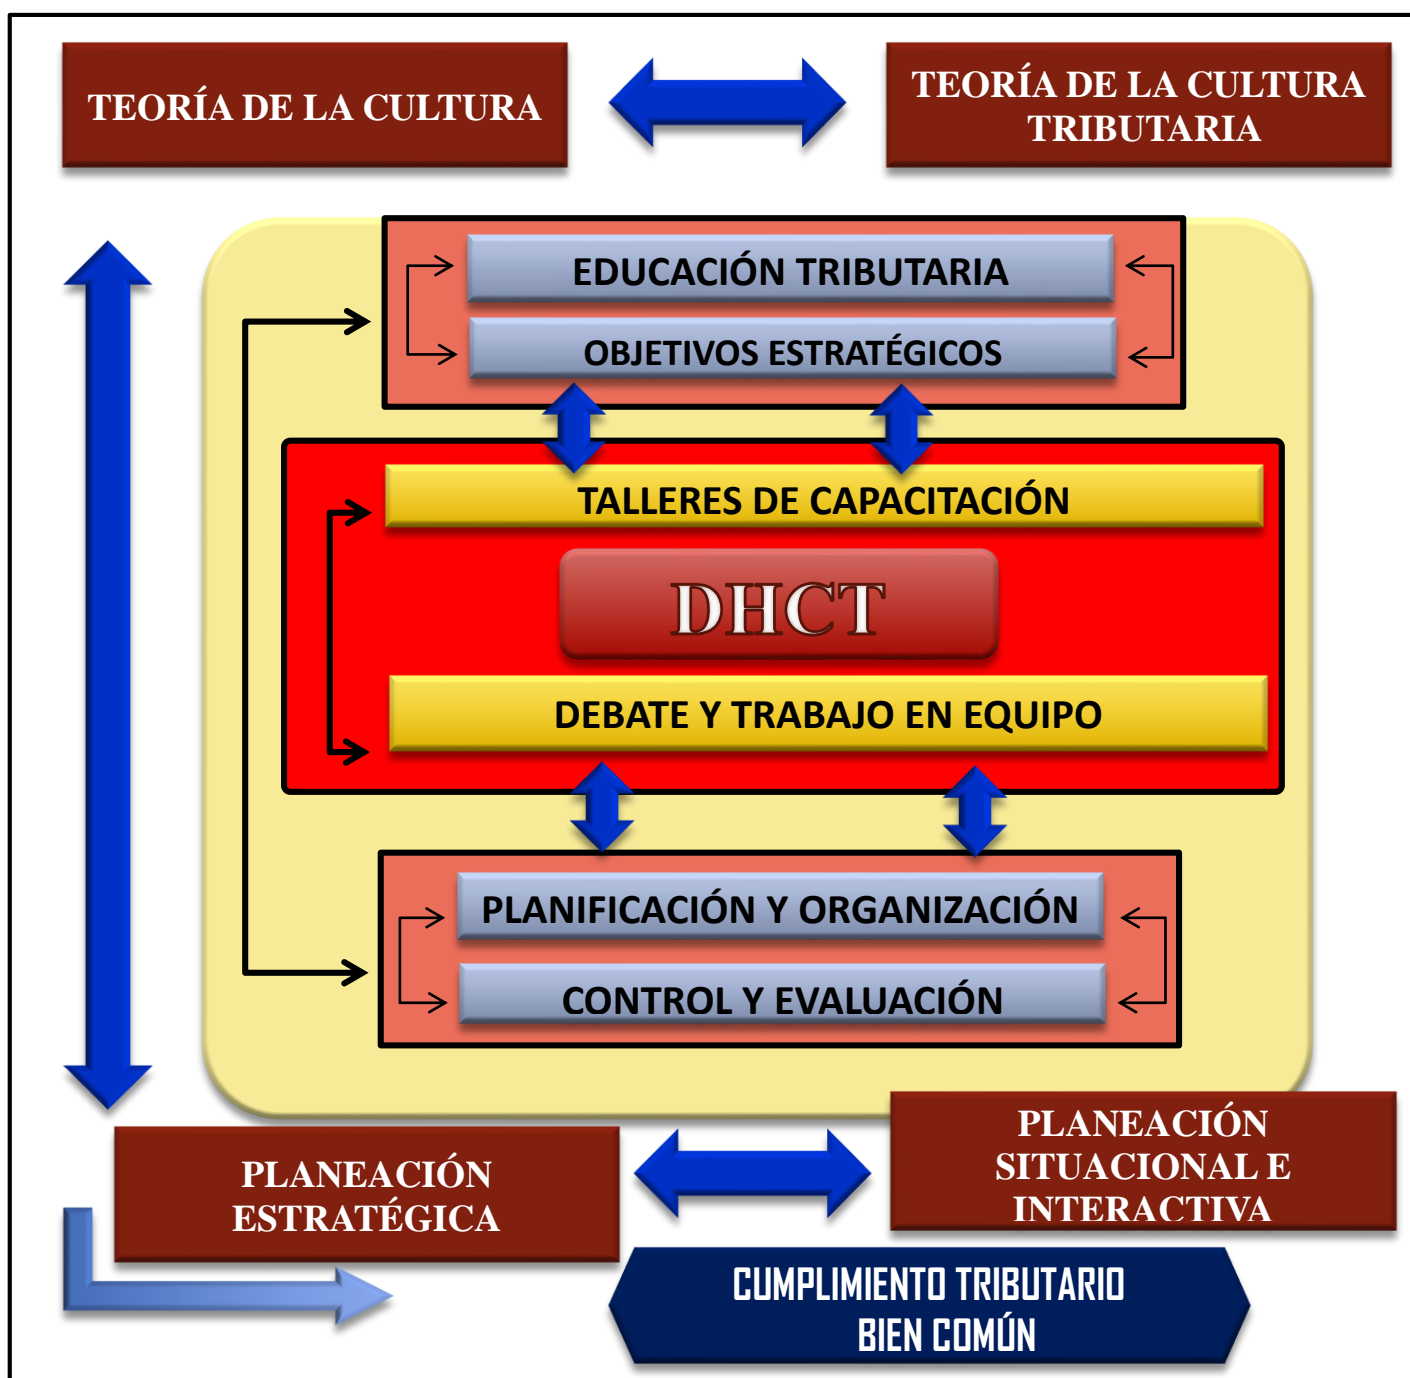 TEORÍA DE LA CULTURA
TEORÍA DE LA CULTURA
TRIBUTARIA
EDUCACIÓN TRIBUTARIA
OBJETIVOS ESTRATÉGICOS
TALLERES DE CAPACITACIÓN
DHCT
DEBATE Y TRABAJO EN EQUIPO
PLANIFICACIÓN Y ORGANIZACIÓN
CONTROL Y EVALUACIÓN
PLANEACIÓN
ESTRATÉGICA
PLANEACIÓN
SITUACIONAL E
INTERACTIVA
CUMPLIMIENTO TRIBUTARIO
BIEN COMÚN